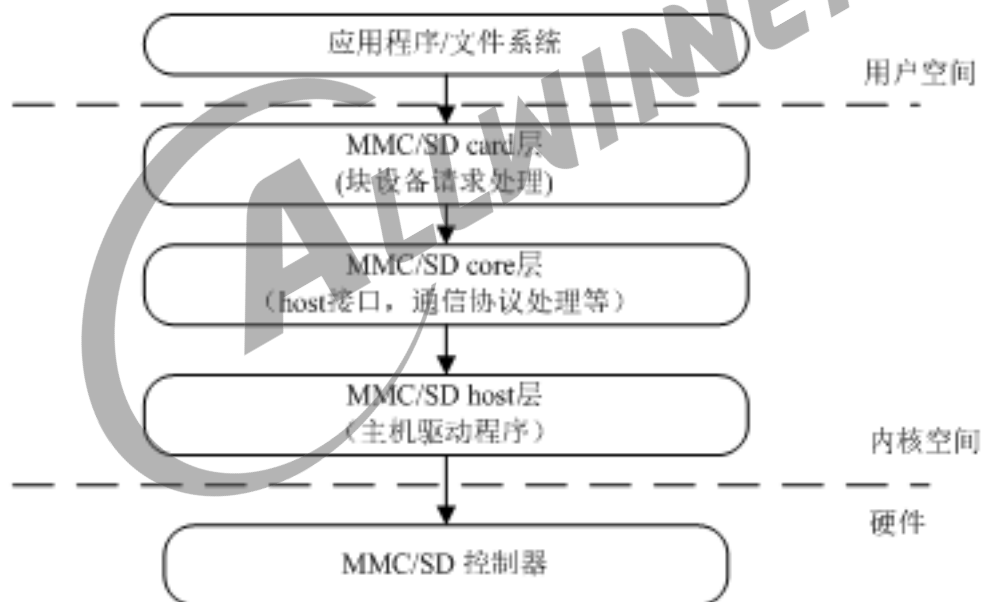 应用程序/文件系统
用户空间
MMC/SD card层
(块设备请求处理)
MMC/SD core层
（host接口，通信协议处理等）
MMC/SD host层
（主机驱动程序）
内核空间
硬件
MMC/SD 控制器
ALLWINNE